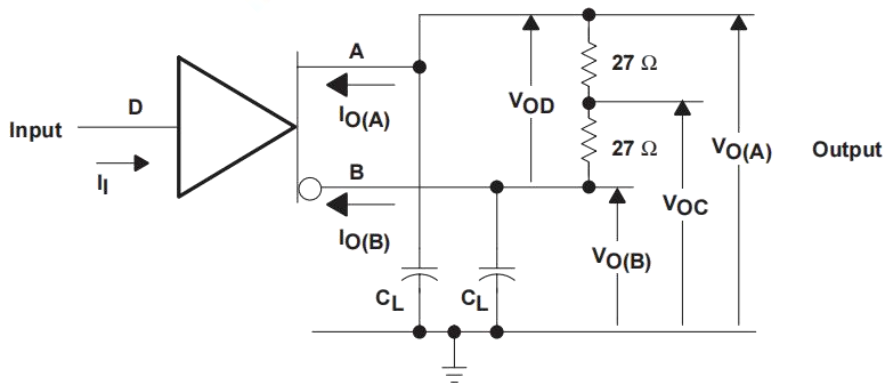 A
27 Ω
D
I_O(A)
V_OD
Input
27 Ω
V_O(A)
Output
B
I_I
V_OC
I_O(B)
V_O(B)
C_L
C_L